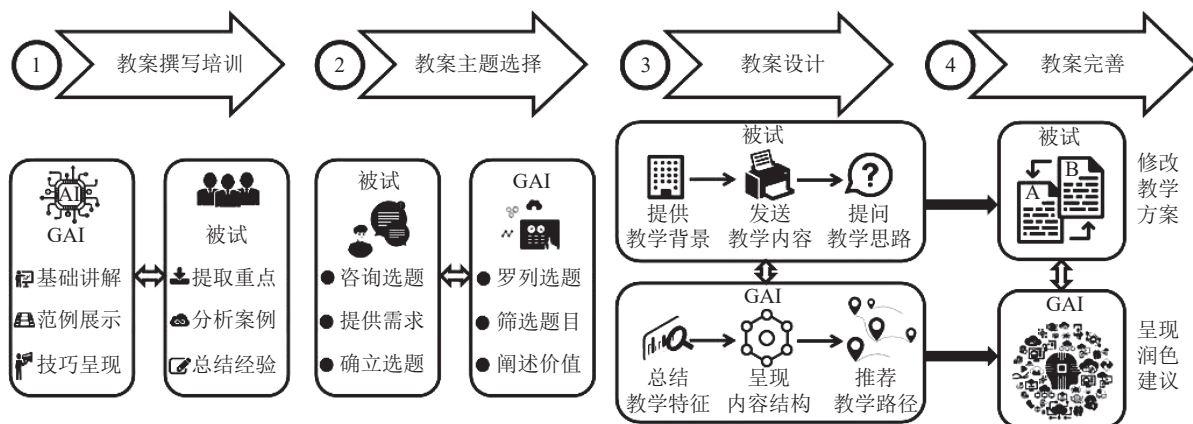 1
教案撰写培训
2
教案主题选择
3
教案设计
4
教案完善
AI
GAI
基础讲解
范例展示
技巧呈现
被试
提取重点
分析案例
总结经验
被试
咨询选题
提供需求
确立选题
GAI
罗列选题
筛选题目
阐述价值
被试
提供
教学背景
发送
教学内容
?
提问
教学思路
GAI
总结
教学特征
呈现
内容结构
推荐
教学路径
被试
A
B
修改
教学
方案
GAI
呈现
润色
建议